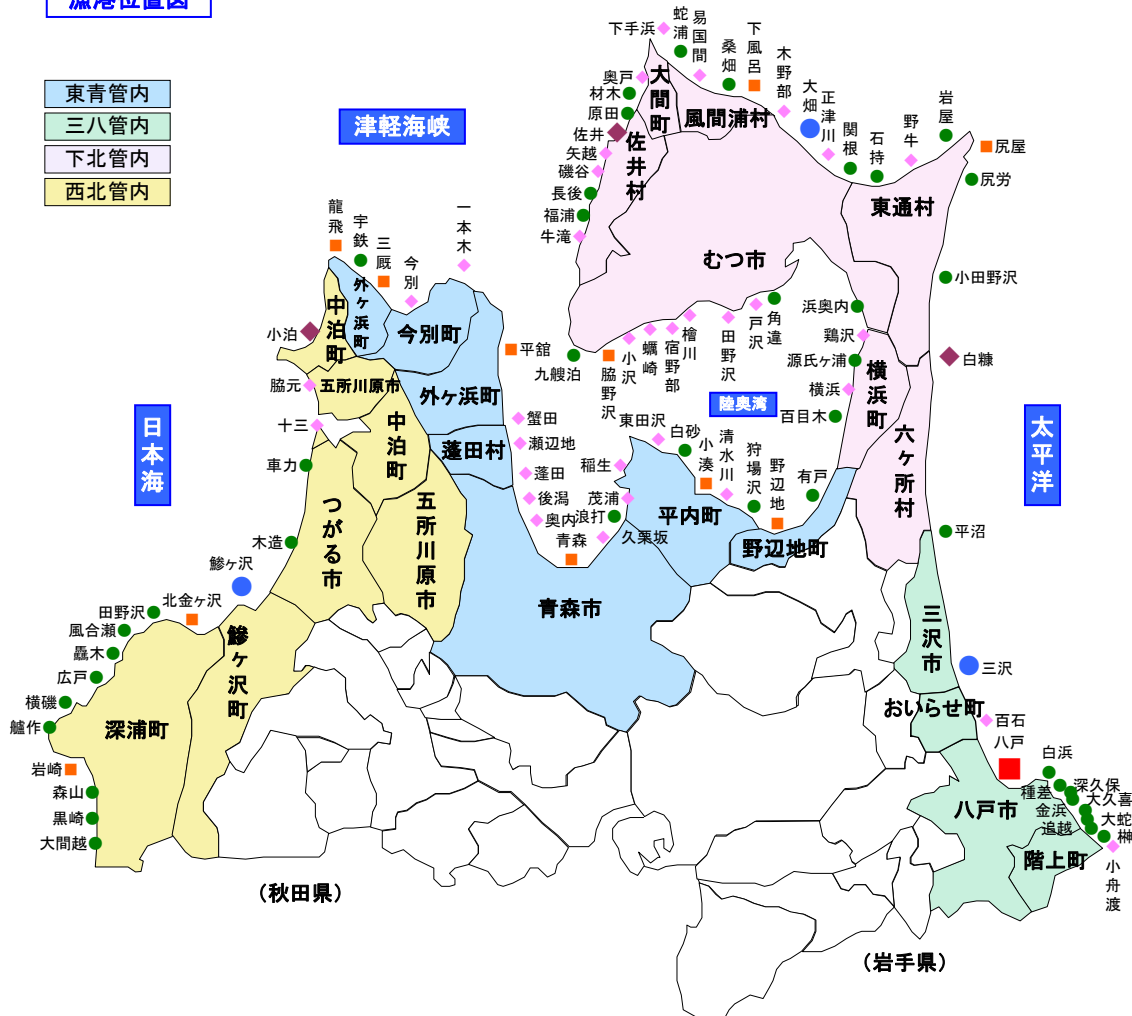 漁港位置図
東青管内
三八管内
下北管内
西北管内
津軽海峡
日本海
陸奥湾
太平洋
下手浜
蛇浦
易国間
桑畑
下風呂
木野部
大畑
正津川
関根
石持
野牛
岩屋
尻屋
尻労
小田野沢
白糠
平沼
三沢
百石
八戸
白浜
深久保
種差
大久喜
金浜
大蛇
追越
榊
小舟渡
奥戸
材木
原田
佐井
矢越
磯谷
長後
福浦
牛滝
九艘泊
脇野沢
小沢
蠣崎
宿野部
檜川
田野沢
戸沢
角違
浜奥内
鶏沢
源氏ヶ浦
横浜
百目木
有戸
野辺地
狩場沢
清水川
小湊
白砂
東田沢
稲生
茂浦
浪打
久栗坂
青森
奥内
後潟
蓬田
瀬辺地
蟹田
平舘
一本木
今別
三厩
宇鉄
龍飛
小泊
脇元
十三
車力
木造
鰺ヶ沢
北金ヶ沢
田野沢
風合瀬
驫木
広戸
横磯
艫作
岩崎
森山
黒崎
大間越
大間町
風間浦村
佐井村
むつ市
東通村
横浜町
六ヶ所村
中泊町
外ヶ浜町
今別町
五所川原市
外ヶ浜町
中泊町
蓬田村
つがる市
五所川原市
平内町
野辺地町
青森市
鰺ヶ沢町
深浦町
三沢市
おいらせ町
八戸市
階上町
（秋田県）
（岩手県）